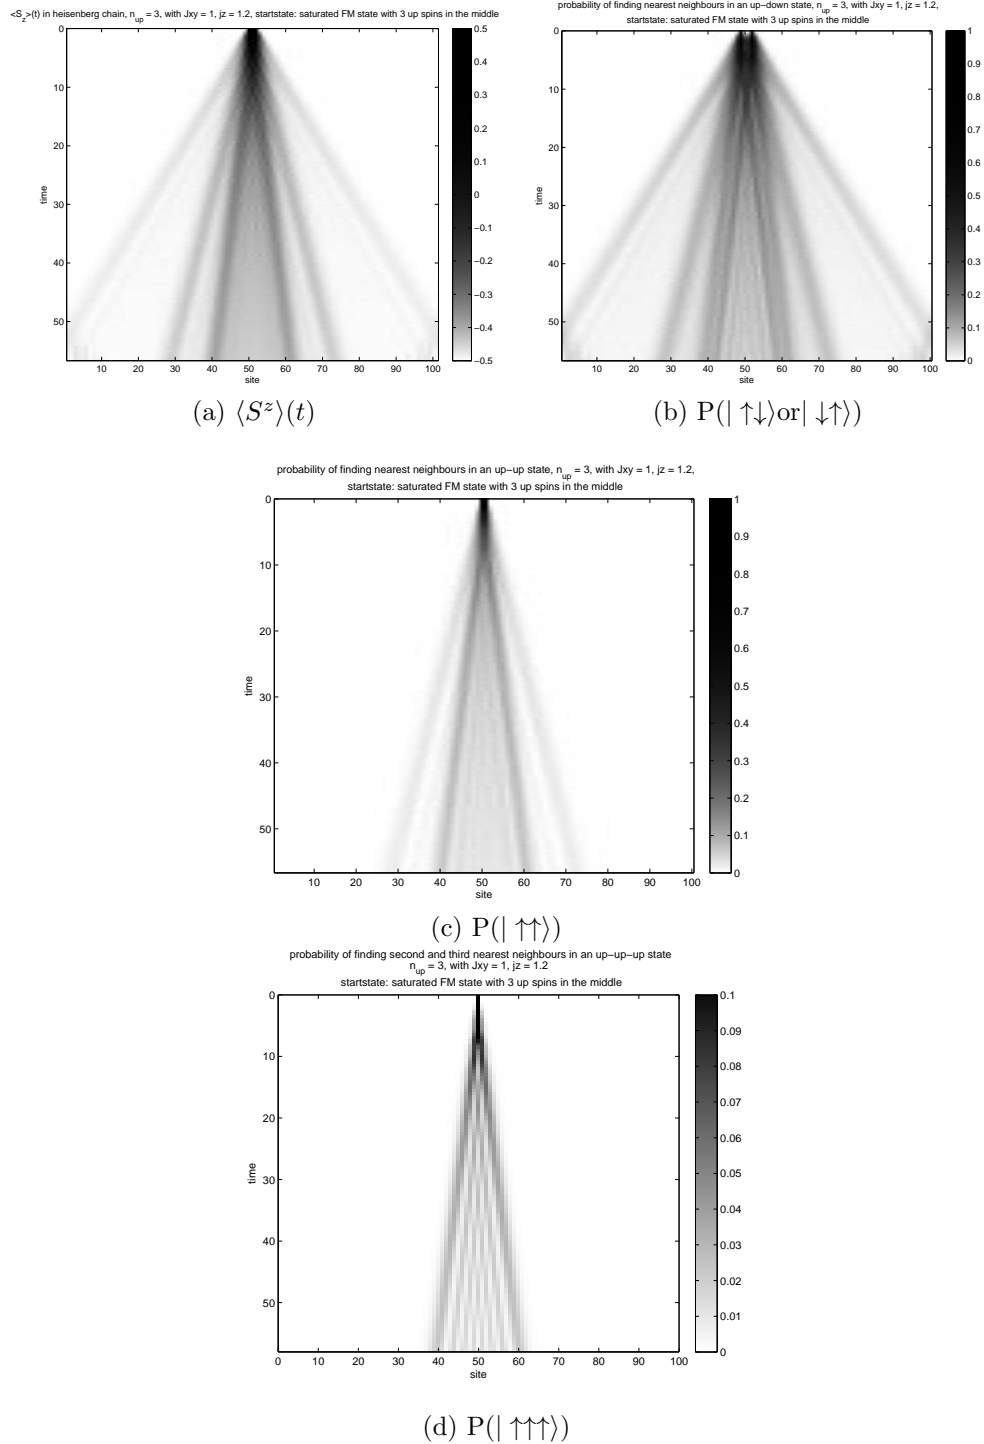 <S_z>(t) in heisenberg chain, n_up = 3, with Jxy = 1, jz = 1.2, startstate: saturated FM state with 3 up spins in the middle
0
10
20
30
40
50
time
10 20 30 40 50 60 70 80 90 100
site
0.5
0.4
0.3
0.2
0.1
0
−0.1
−0.2
−0.3
−0.4
−0.5
(a) ⟨S^z⟩(t)
probability of finding nearest neighbours in an up−down state, n_up = 3, with Jxy = 1, jz = 1.2,
startstate: saturated FM state with 3 up spins in the middle
0
10
20
30
40
50
time
10 20 30 40 50 60 70 80 90 100
site
1
0.9
0.8
0.7
0.6
0.5
0.4
0.3
0.2
0.1
0
(b) P(| ↑↓⟩or| ↓↑⟩)
probability of finding nearest neighbours in an up−up state, n_up = 3, with Jxy = 1, jz = 1.2,
startstate: saturated FM state with 3 up spins in the middle
0
10
20
30
40
50
time
10 20 30 40 50 60 70 80 90 100
site
1
0.9
0.8
0.7
0.6
0.5
0.4
0.3
0.2
0.1
0
(c) P(| ↑↑⟩)
probability of finding second and third nearest neighbours in an up−up−up state
n_up = 3, with Jxy = 1, jz = 1.2
startstate: saturated FM state with 3 up spins in the middle
0
10
20
30
40
50
time
0 10 20 30 40 50 60 70 80 90 100
site
0.1
0.09
0.08
0.07
0.06
0.05
0.04
0.03
0.02
0.01
0
(d) P(| ↑↑↑⟩)